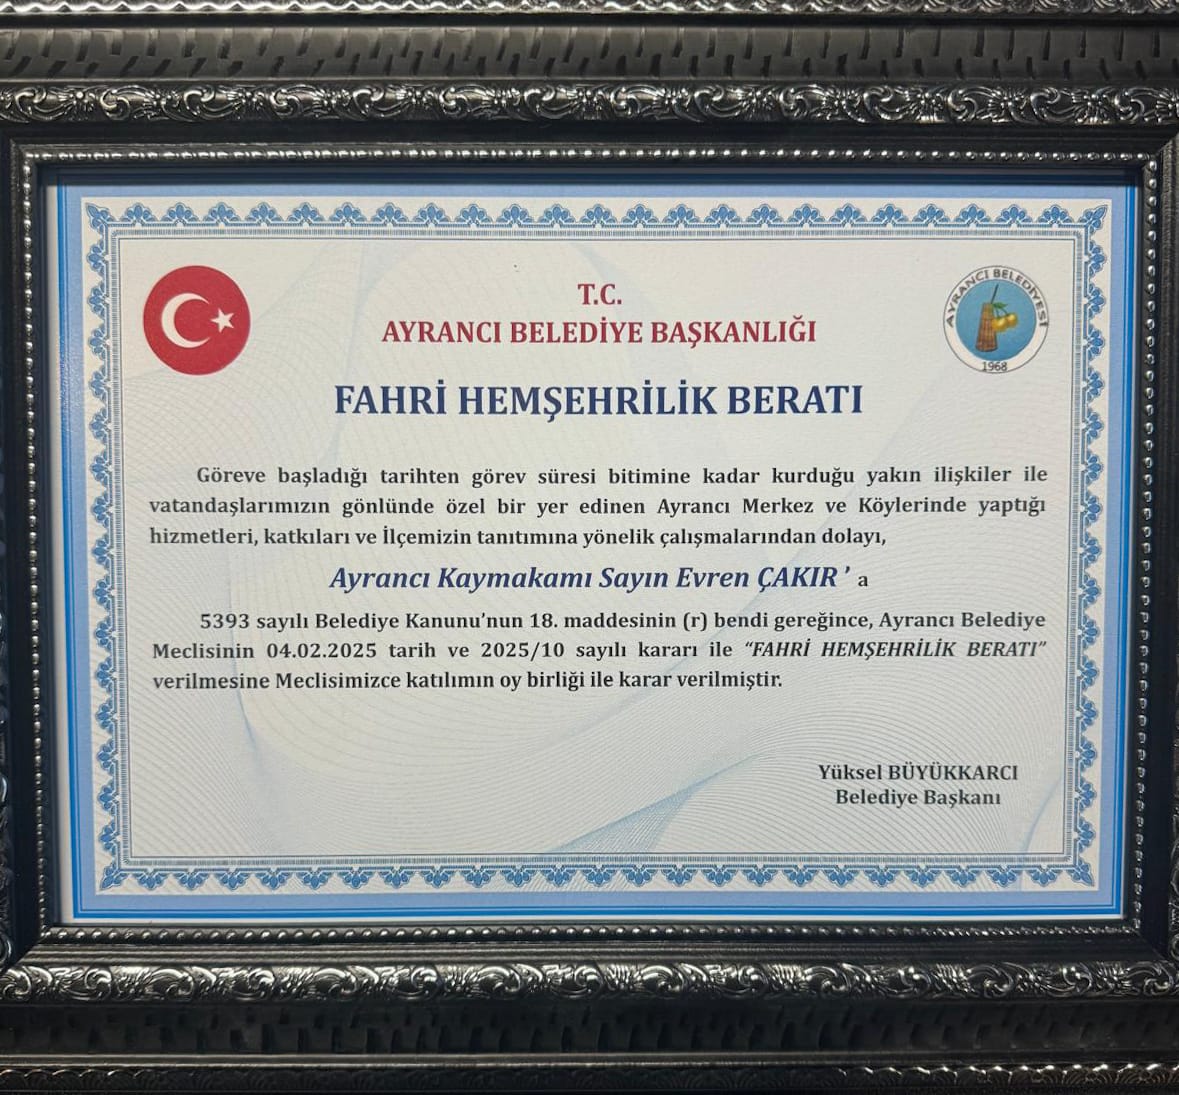 T.C.
AYRANCI BELEDİYE BAŞKANLIĞI
AYRANCI BELEDİYESİ
1968
FAHRİ HEMŞEHRİLİK BERATI
Göreve başladığı tarihten görev süresi bitimine kadar kurduğu yakın ilişkiler ile
vatandaşlarımızın gönlünde özel bir yer edinen Ayrancı Merkez ve Köylerinde yaptığı
hizmetleri, katkıları ve İlçemizin tanıtımına yönelik çalışmalarından dolayı,
Ayrancı Kaymakamı Sayın Evren ÇAKIR ’ a
5393 sayılı Belediye Kanunu’nun 18. maddesinin (r) bendi gereğince, Ayrancı Belediye
Meclisinin 04.02.2025 tarih ve 2025/10 sayılı kararı ile “FAHRİ HEMŞEHRİLİK BERATI”
verilmesine Meclisimizce katılımın oy birliği ile karar verilmiştir.
Yüksel BÜYÜKKARCI
Belediye Başkanı